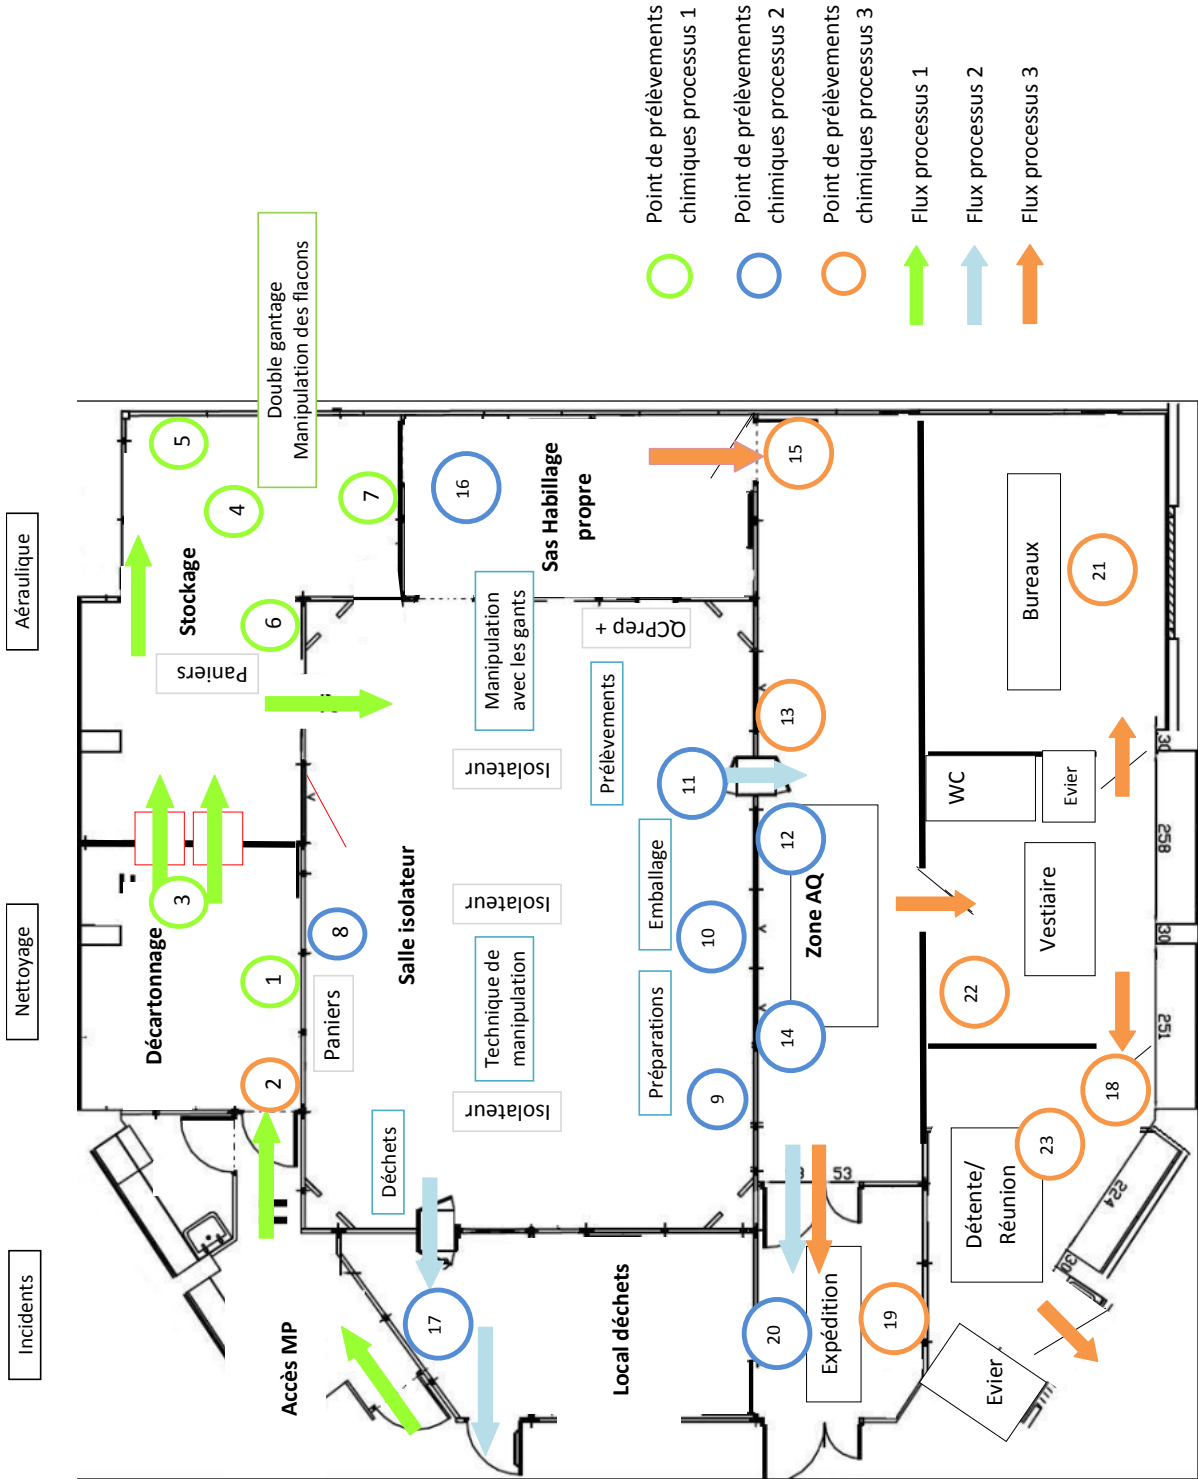 Incidents
Nettoyage
Aéraulique
Accès MP
Décartonnage
Stockage
Paniers
Double gantage
Manipulation des flacons
1
2
3
4
5
6
7
Déchets
Paniers
8
Salle isolateur
Isolateur
Technique de
manipulation
Isolateur
Isolateur
Manipulation
avec les gants
Sas Habillage
propre
16
QCPrep +
Prélèvements
Préparations
Emballage
9
10
11
17
Local déchets
20
Expédition
19
53
14
12
13
15
Zone AQ
Evier
Détente/
Réunion
23
18
22
Vestiaire
WC
Evier
Bureaux
21
224
30
251
30
258
30
Point de prélèvements
chimiques processus 1
Point de prélèvements
chimiques processus 2
Point de prélèvements
chimiques processus 3
Flux processus 1
Flux processus 2
Flux processus 3